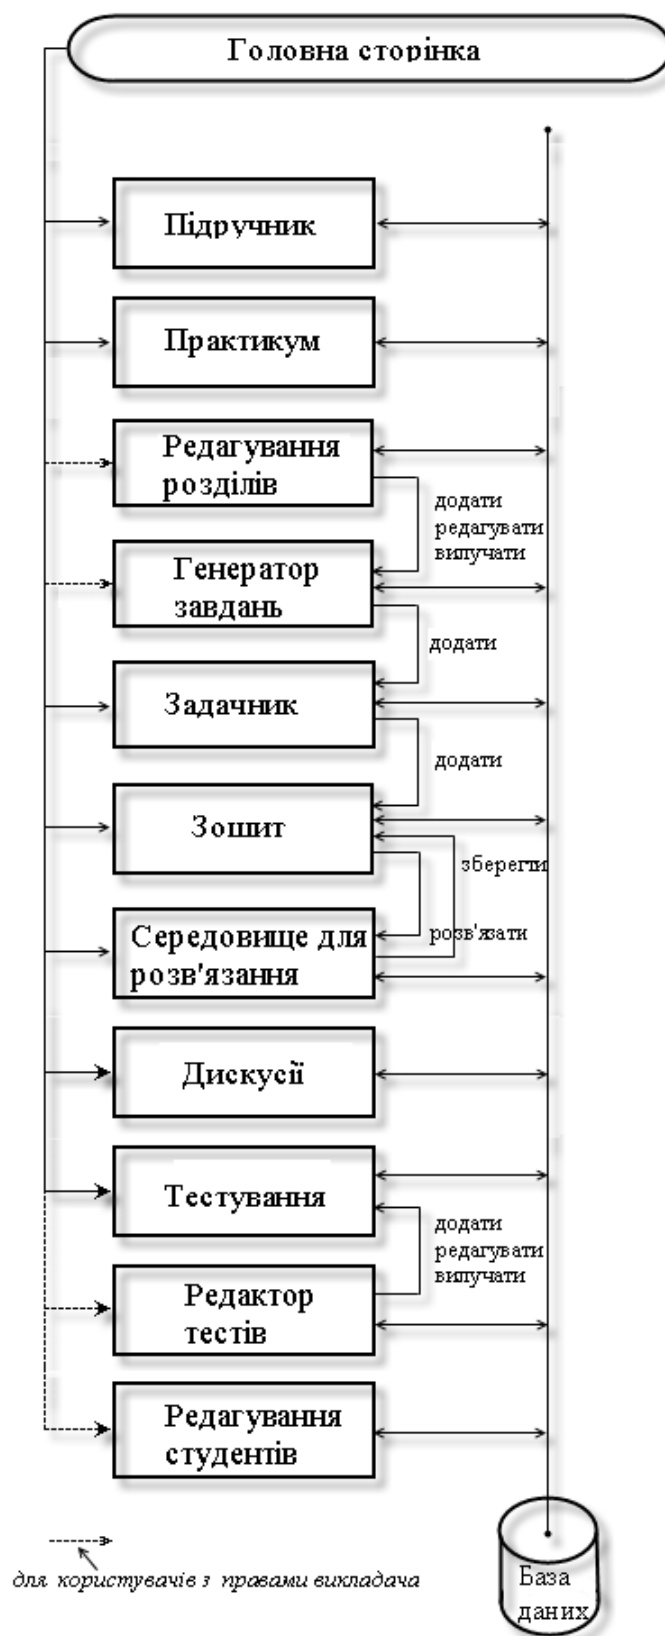 Головна сторінка
Підручник
Практикум
Редагування
розділів
додати
редагувати
вилучати
Генератор
завдань
додати
Задачник
додати
Зошит
зберегти
розв'язати
Середовище для
розв'язання
Дискусії
Тестування
додати
редагувати
вилучати
Редактор
тестів
Редагування
студентів
для користувачів з правами викладача
База
даних